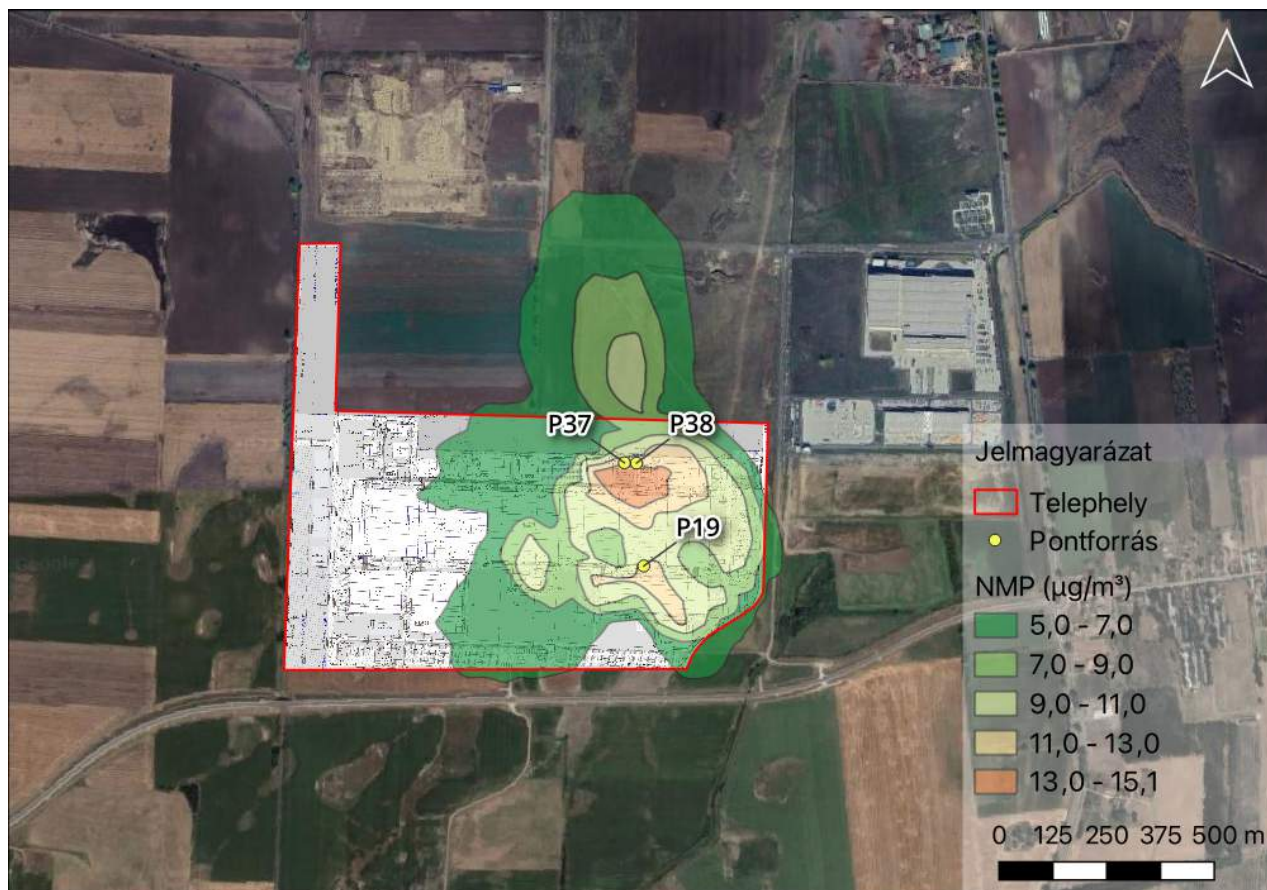 P37
P38
P19
Jelmagyarázat
Telephely
Pontforrás
NMP (µg/m³)
5,0 - 7,0
7,0 - 9,0
9,0 - 11,0
11,0 - 13,0
13,0 - 15,1
0 125 250 375 500 m